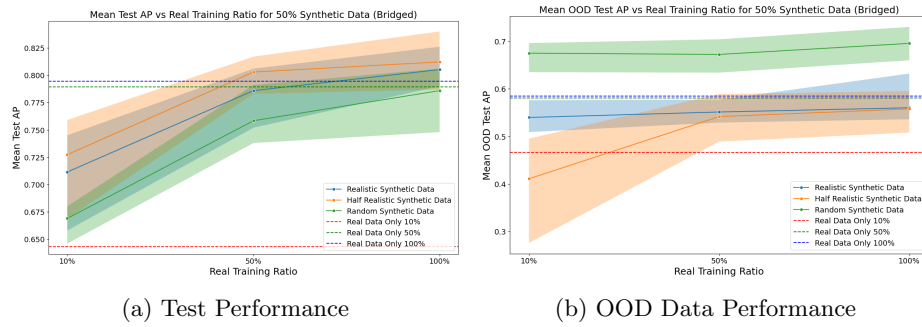 Mean Test AP vs Real Training Ratio for 50% Synthetic Data (Bridged)
Mean Test AP
0.825
0.800
0.775
0.750
0.725
0.700
0.675
0.650
Realistic Synthetic Data
Half Realistic Synthetic Data
Random Synthetic Data
Real Data Only 10%
Real Data Only 50%
Real Data Only 100%
10%
50%
100%
Real Training Ratio
(a) Test Performance
Mean OOD Test AP vs Real Training Ratio for 50% Synthetic Data (Bridged)
Mean OOD Test AP
0.7
0.6
0.5
0.4
0.3
Realistic Synthetic Data
Half Realistic Synthetic Data
Random Synthetic Data
Real Data Only 10%
Real Data Only 50%
Real Data Only 100%
10%
50%
100%
Real Training Ratio
(b) OOD Data Performance